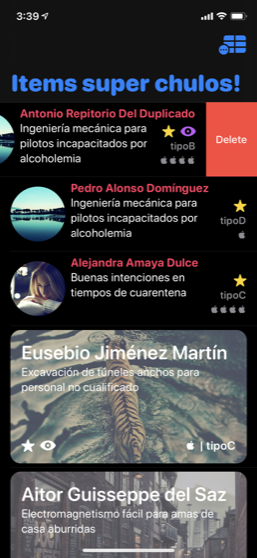 3:39
Items super chulos!
Antonio Repitorio Del Duplicado
Ingeniería mecánica para
pilotos incapacitados por
alcoholemia
tipoB
Delete
Pedro Alonso Domínguez
Ingeniería mecánica para
pilotos incapacitados por
alcoholemia
tipoD
Alejandra Amaya Dulce
Buenas intenciones en
tiempos de cuarentena
tipoC
Eusebio Jiménez Martín
Excavación de túneles anchos para
personal no cualificado
| tipoC
Aitor Guisseppe del Saz
Electromagnetismo fácil para amas de
casa aburridas